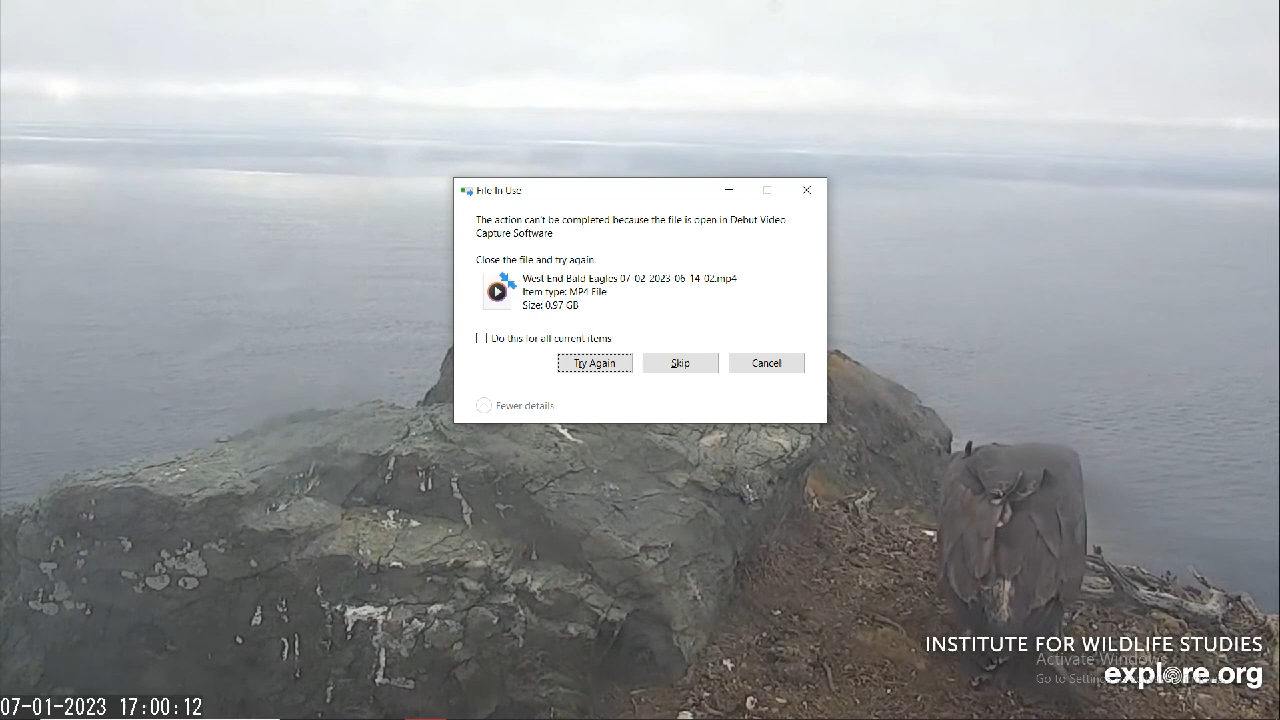 File In Use
The action can't be completed because the file is open in Debut Video
Capture Software
Close the file and try again.
West End Bald Eagles 07-02-2023 06-14-02.mp4
Item type: MP4 File
Size: 0.97 GB
Do this for all current items
Try Again
Skip
Cancel
Fewer details
INSTITUTE FOR WILDLIFE STUDIES
Activate Windows
Go to Settings
explore.org
07-01-2023 17:00:12